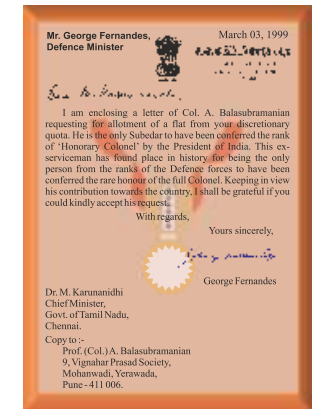 Mr. George Fernandes,
Defence Minister
March 03, 1999
I am enclosing a letter of Col. A. Balasubramanian
requesting for allotment of a flat from your discretionary
quota. He is the only Subedar to have been conferred the rank
of ‘Honorary Colonel’ by the President of India. This ex-
serviceman has found place in history for being the only
person from the ranks of the Defence forces to have been
conferred the rare honour of the full Colonel. Keeping in view
his contribution towards the country, I shall be grateful if you
could kindly accept his request.
With regards,
Yours sincerely,
George Fernandes
Dr. M. Karunanidhi
Chief Minister,
Govt. of Tamil Nadu,
Chennai.
Copy to :-
Prof. (Col.) A. Balasubramanian
9, Vignahar Prasad Society,
Mohanwadi, Yerawada,
Pune - 411 006.